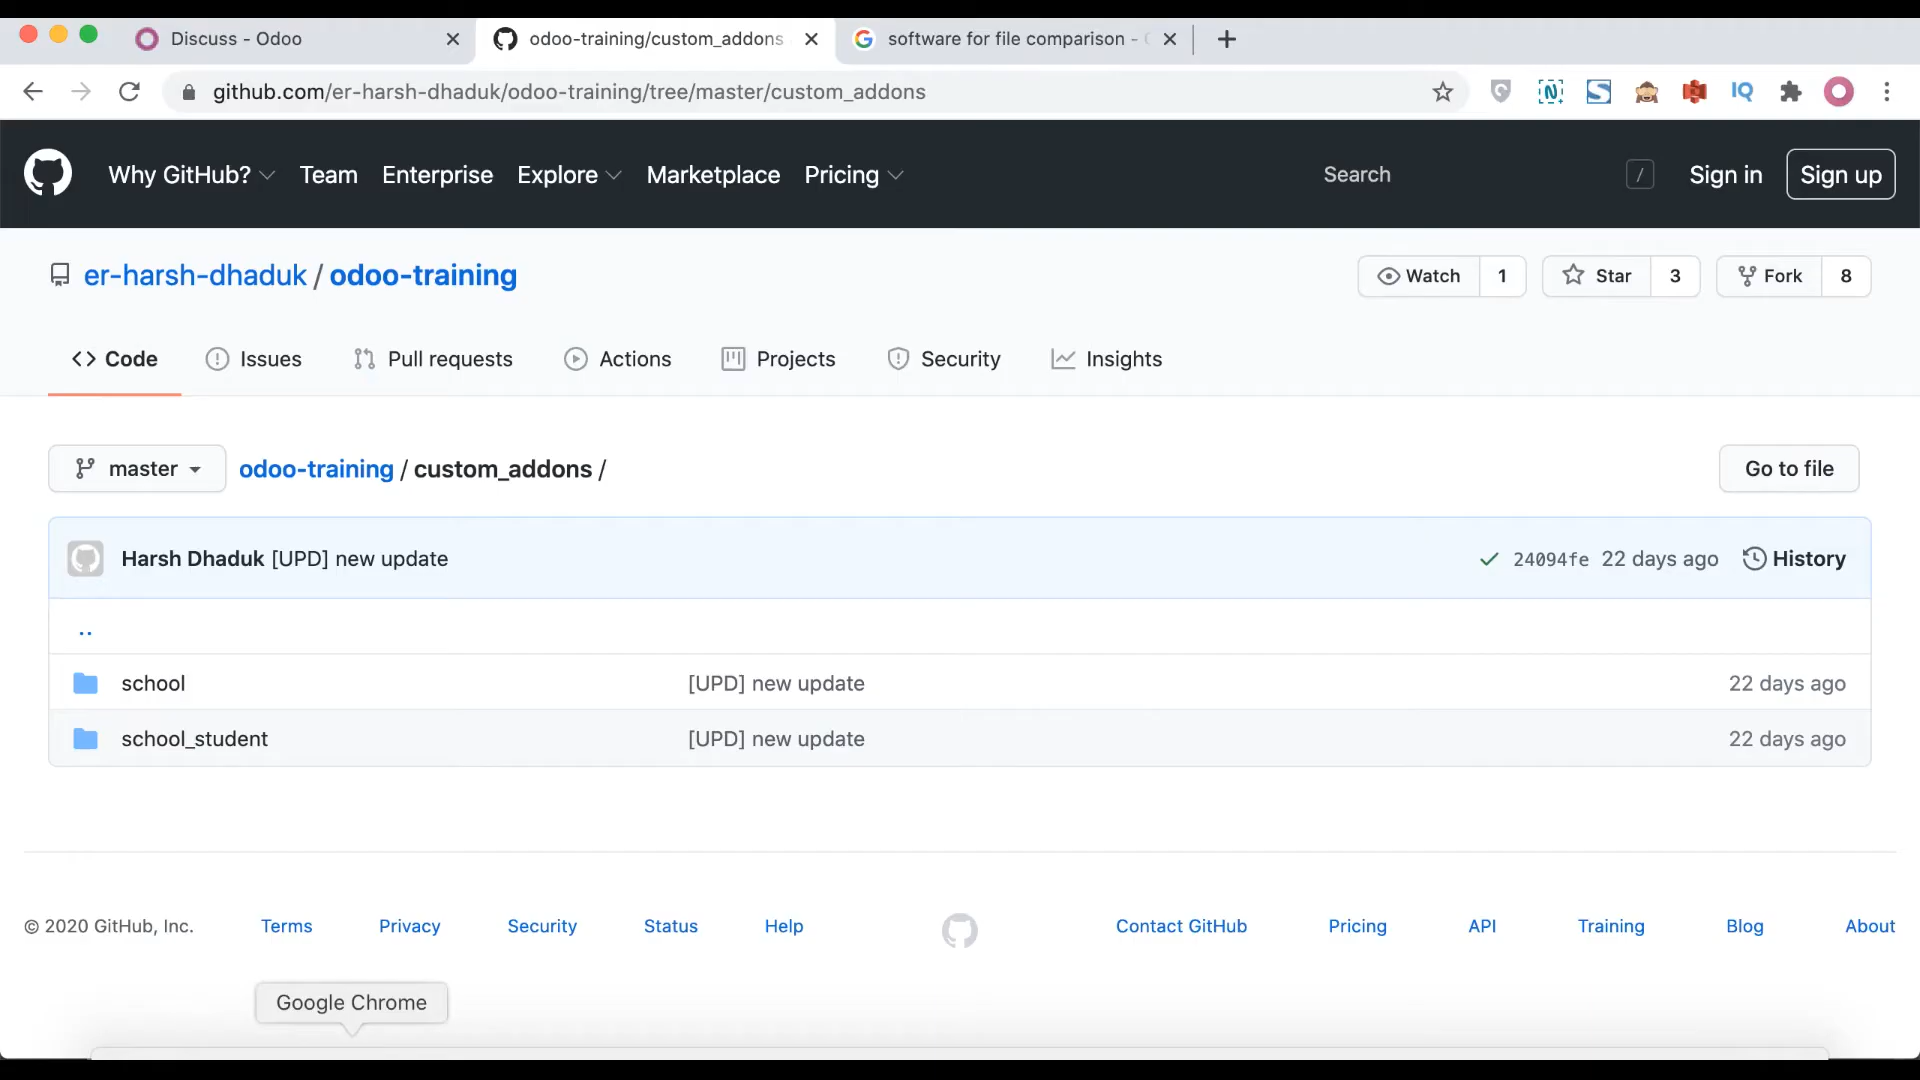 Discuss - Odoo
odoo-training/custom_addons
software for file comparison -
github.com/er-harsh-dhaduk/odoo-training/tree/master/custom_addons
IQ
Why GitHub? Team Enterprise Explore Marketplace Pricing Search / Sign in Sign up
er-harsh-dhaduk / odoo-training
Watch 1 Star 3 Fork 8
Code Issues Pull requests Actions Projects Security Insights
master odoo-training / custom_addons / Go to file
Harsh Dhaduk [UPD] new update 24094fe 22 days ago History
..
school [UPD] new update 22 days ago
school_student [UPD] new update 22 days ago
© 2020 GitHub, Inc. Terms Privacy Security Status Help Contact GitHub Pricing API Training Blog About
Google Chrome